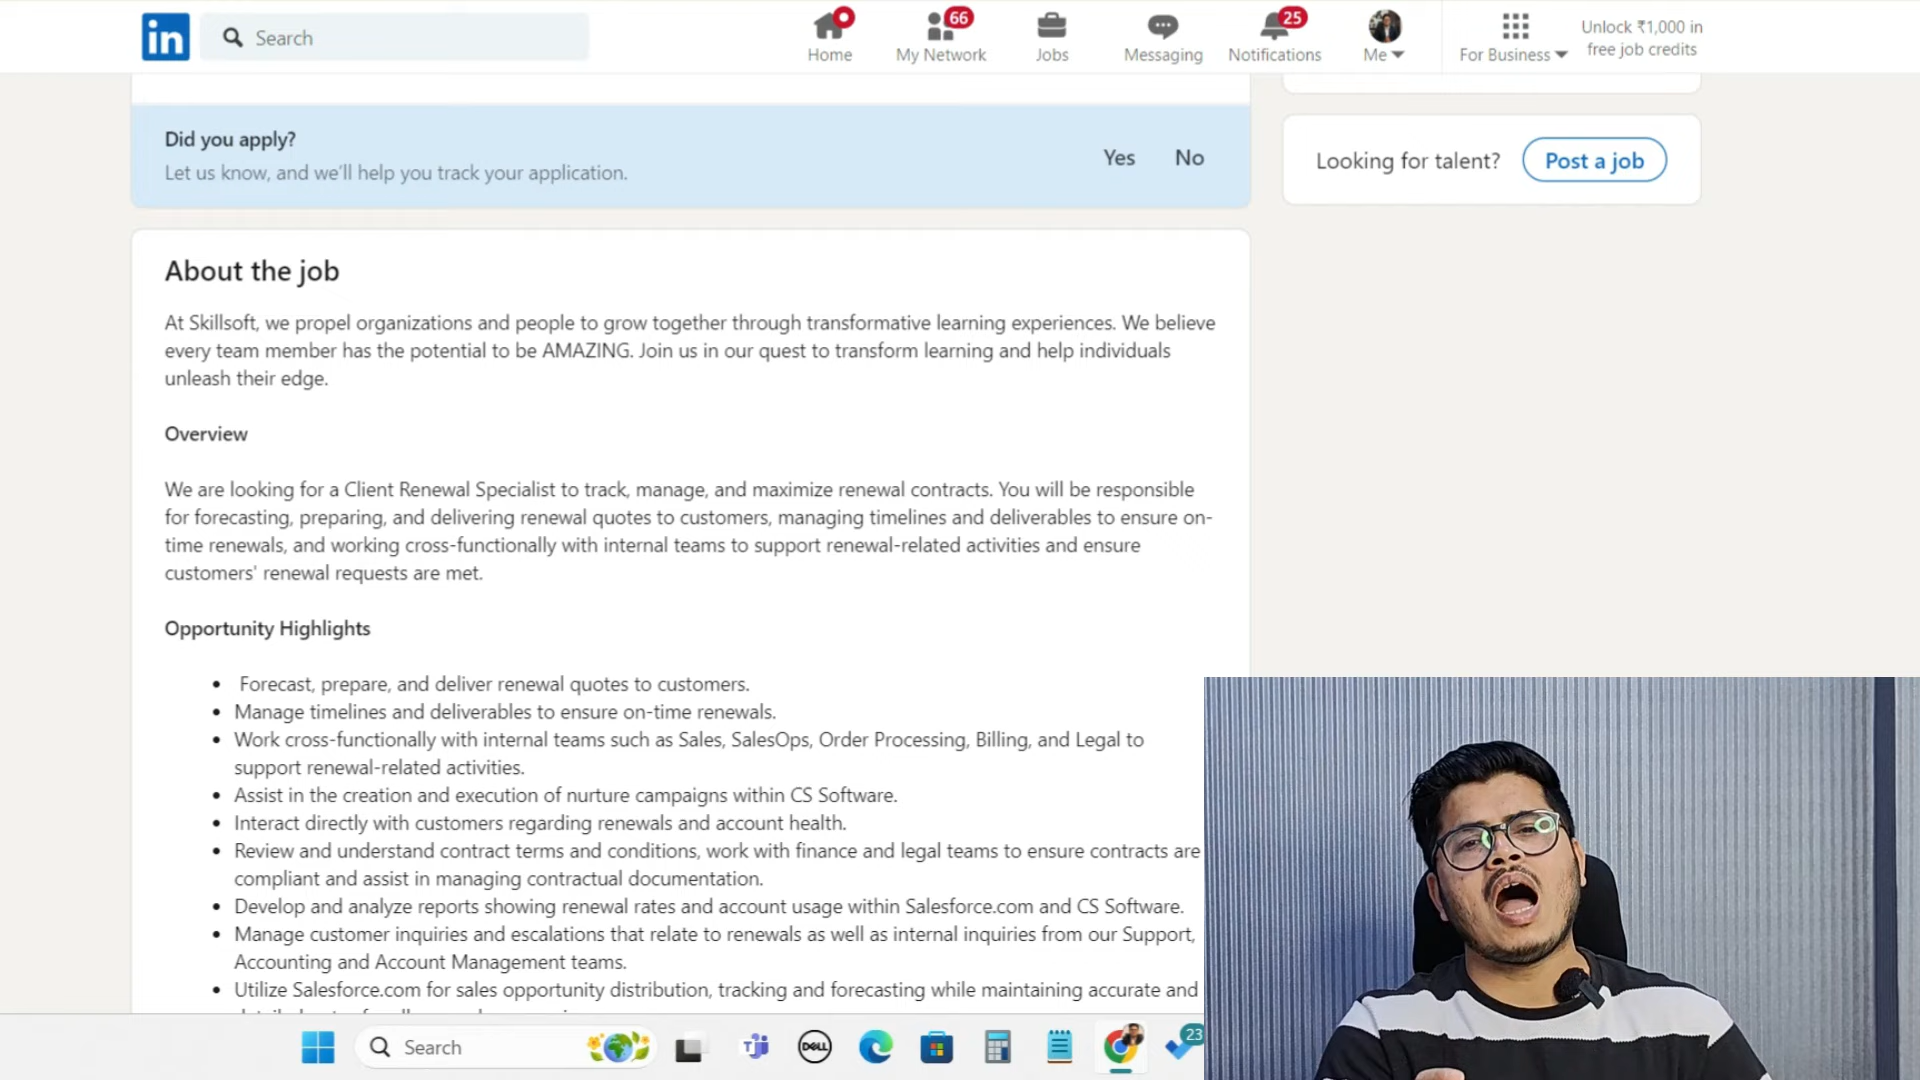 in
Search
Home
66
My Network
Jobs
Messaging
25
Notifications
Me
For Business
Unlock ₹1,000 in
free job credits
Did you apply?
Let us know, and we'll help you track your application.
Yes
No
Looking for talent?
Post a job
About the job
At Skillsoft, we propel organizations and people to grow together through transformative learning experiences. We believe
every team member has the potential to be AMAZING. Join us in our quest to transform learning and help individuals
unleash their edge.
Overview
We are looking for a Client Renewal Specialist to track, manage, and maximize renewal contracts. You will be responsible
for forecasting, preparing, and delivering renewal quotes to customers, managing timelines and deliverables to ensure on-
time renewals, and working cross-functionally with internal teams to support renewal-related activities and ensure
customers' renewal requests are met.
Opportunity Highlights
• Forecast, prepare, and deliver renewal quotes to customers.
• Manage timelines and deliverables to ensure on-time renewals.
• Work cross-functionally with internal teams such as Sales, SalesOps, Order Processing, Billing, and Legal to
support renewal-related activities.
• Assist in the creation and execution of nurture campaigns within CS Software.
• Interact directly with customers regarding renewals and account health.
• Review and understand contract terms and conditions, work with finance and legal teams to ensure contracts are
compliant and assist in managing contractual documentation.
• Develop and analyze reports showing renewal rates and account usage within Salesforce.com and CS Software.
• Manage customer inquiries and escalations that relate to renewals as well as internal inquiries from our Support,
Accounting and Account Management teams.
• Utilize Salesforce.com for sales opportunity distribution, tracking and forecasting while maintaining accurate and
Search
DELL
23